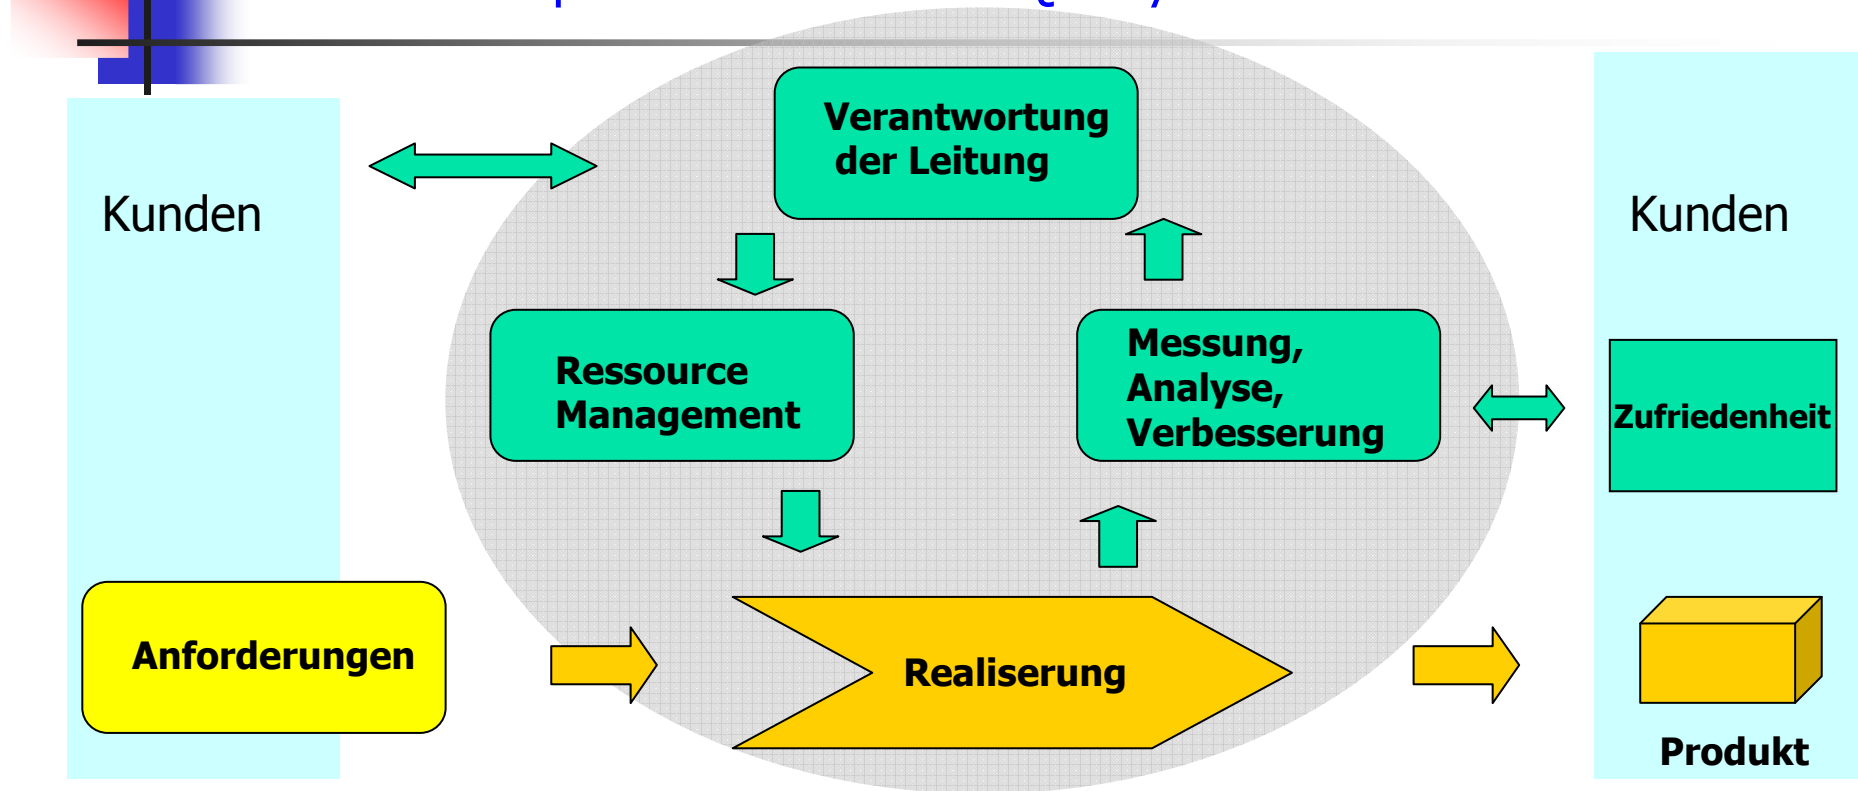 Verantwortung
der Leitung
Kunden
Kunden
Ressource
Management
Messung,
Analyse,
Verbesserung
Zufriedenheit
Anforderungen
Realiserung
Produkt